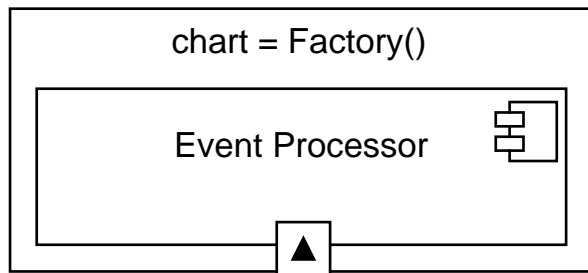 chart = Factory()
Event Processor